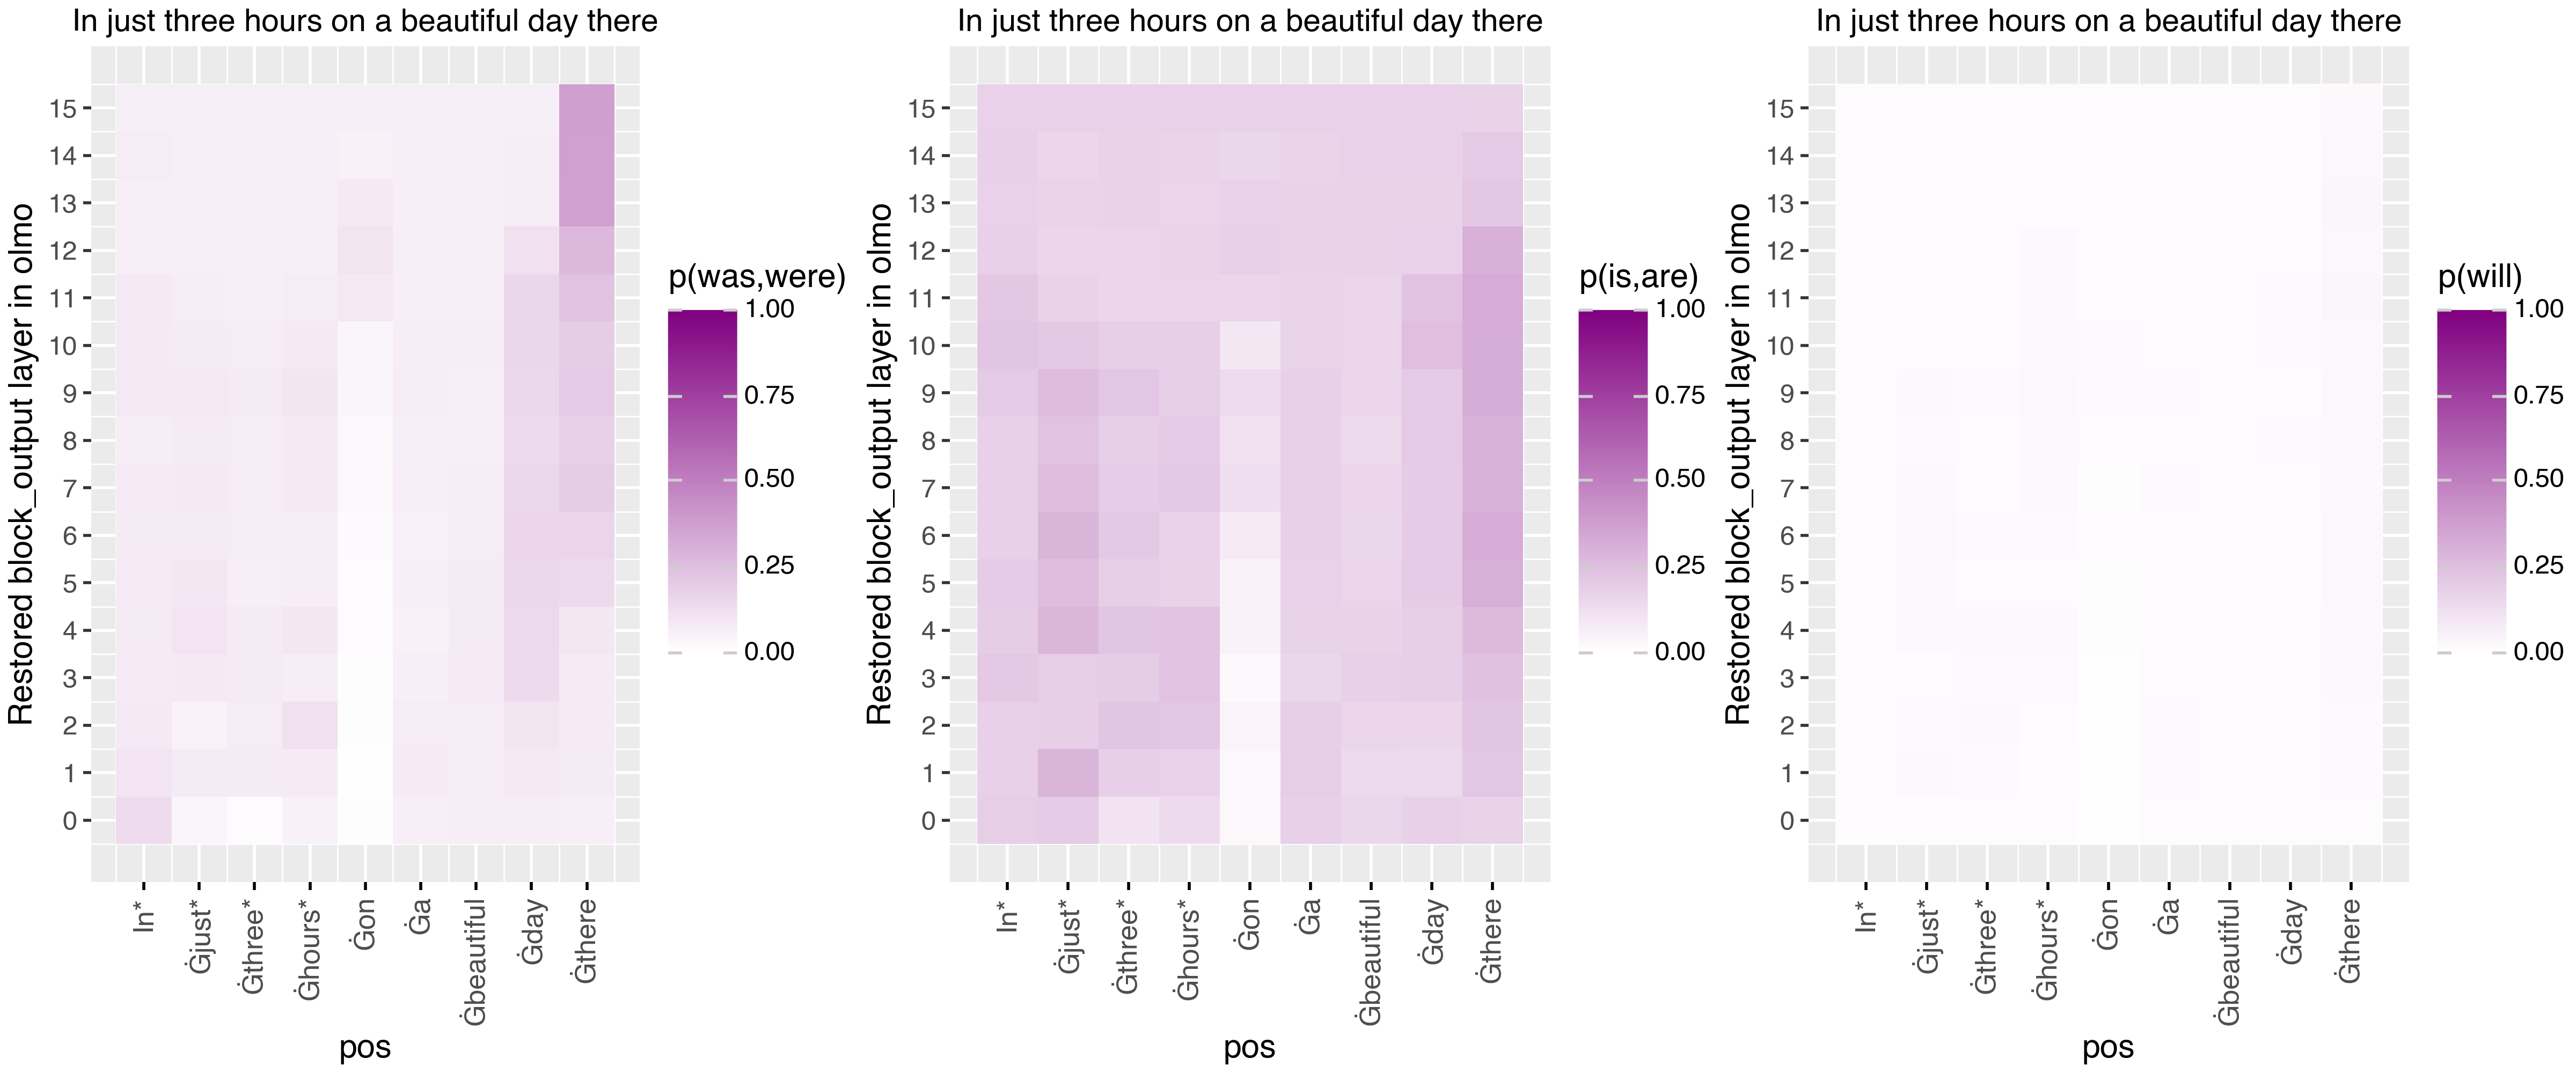 In just three hours on a beautiful day there
Restored block_output layer in olmo
15
14
13
12
11
10
9
8
7
6
5
4
3
2
1
0
In*
Ġjust*
Ġthree*
Ġhours*
Ġon
Ġa
Ġbeautiful
Ġday
Ġthere
pos
p(was,were)
1.00
0.75
0.50
0.25
0.00
In just three hours on a beautiful day there
Restored block_output layer in olmo
15
14
13
12
11
10
9
8
7
6
5
4
3
2
1
0
In*
Ġjust*
Ġthree*
Ġhours*
Ġon
Ġa
Ġbeautiful
Ġday
Ġthere
pos
p(is,are)
1.00
0.75
0.50
0.25
0.00
In just three hours on a beautiful day there
Restored block_output layer in olmo
15
14
13
12
11
10
9
8
7
6
5
4
3
2
1
0
In*
Ġjust*
Ġthree*
Ġhours*
Ġon
Ġa
Ġbeautiful
Ġday
Ġthere
pos
p(will)
1.00
0.75
0.50
0.25
0.00